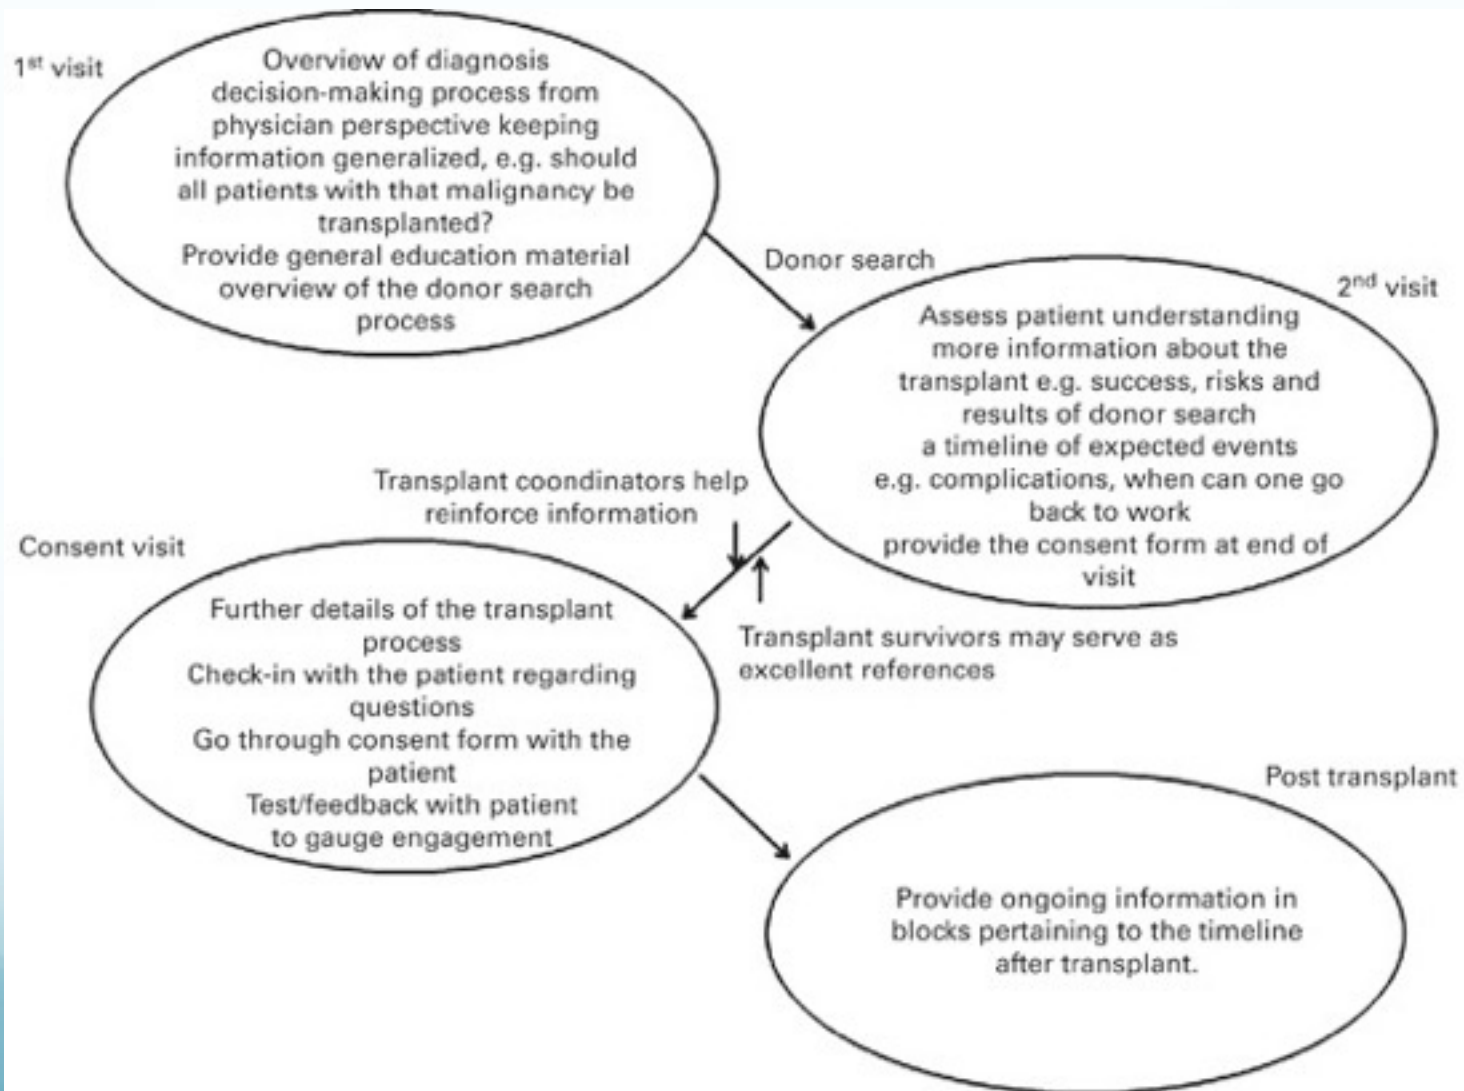 1st visit
Overview of diagnosis
decision-making process from
physician perspective keeping
information generalized, e.g. should
all patients with that malignancy be
transplanted?
Provide general education material
overview of the donor search
process
Donor search
2nd visit
Assess patient understanding
more information about the
transplant e.g. success, risks and
results of donor search
a timeline of expected events
e.g. complications, when can one go
back to work
provide the consent form at end of
visit
Transplant coondinators help
reinforce information
Transplant survivors may serve as
excellent references
Consent visit
Further details of the transplant
process
Check-in with the patient regarding
questions
Go through consent form with the
patient
Test/feedback with patient
to gauge engagement
Post transplant
Provide ongoing information in
blocks pertaining to the timeline
after transplant.